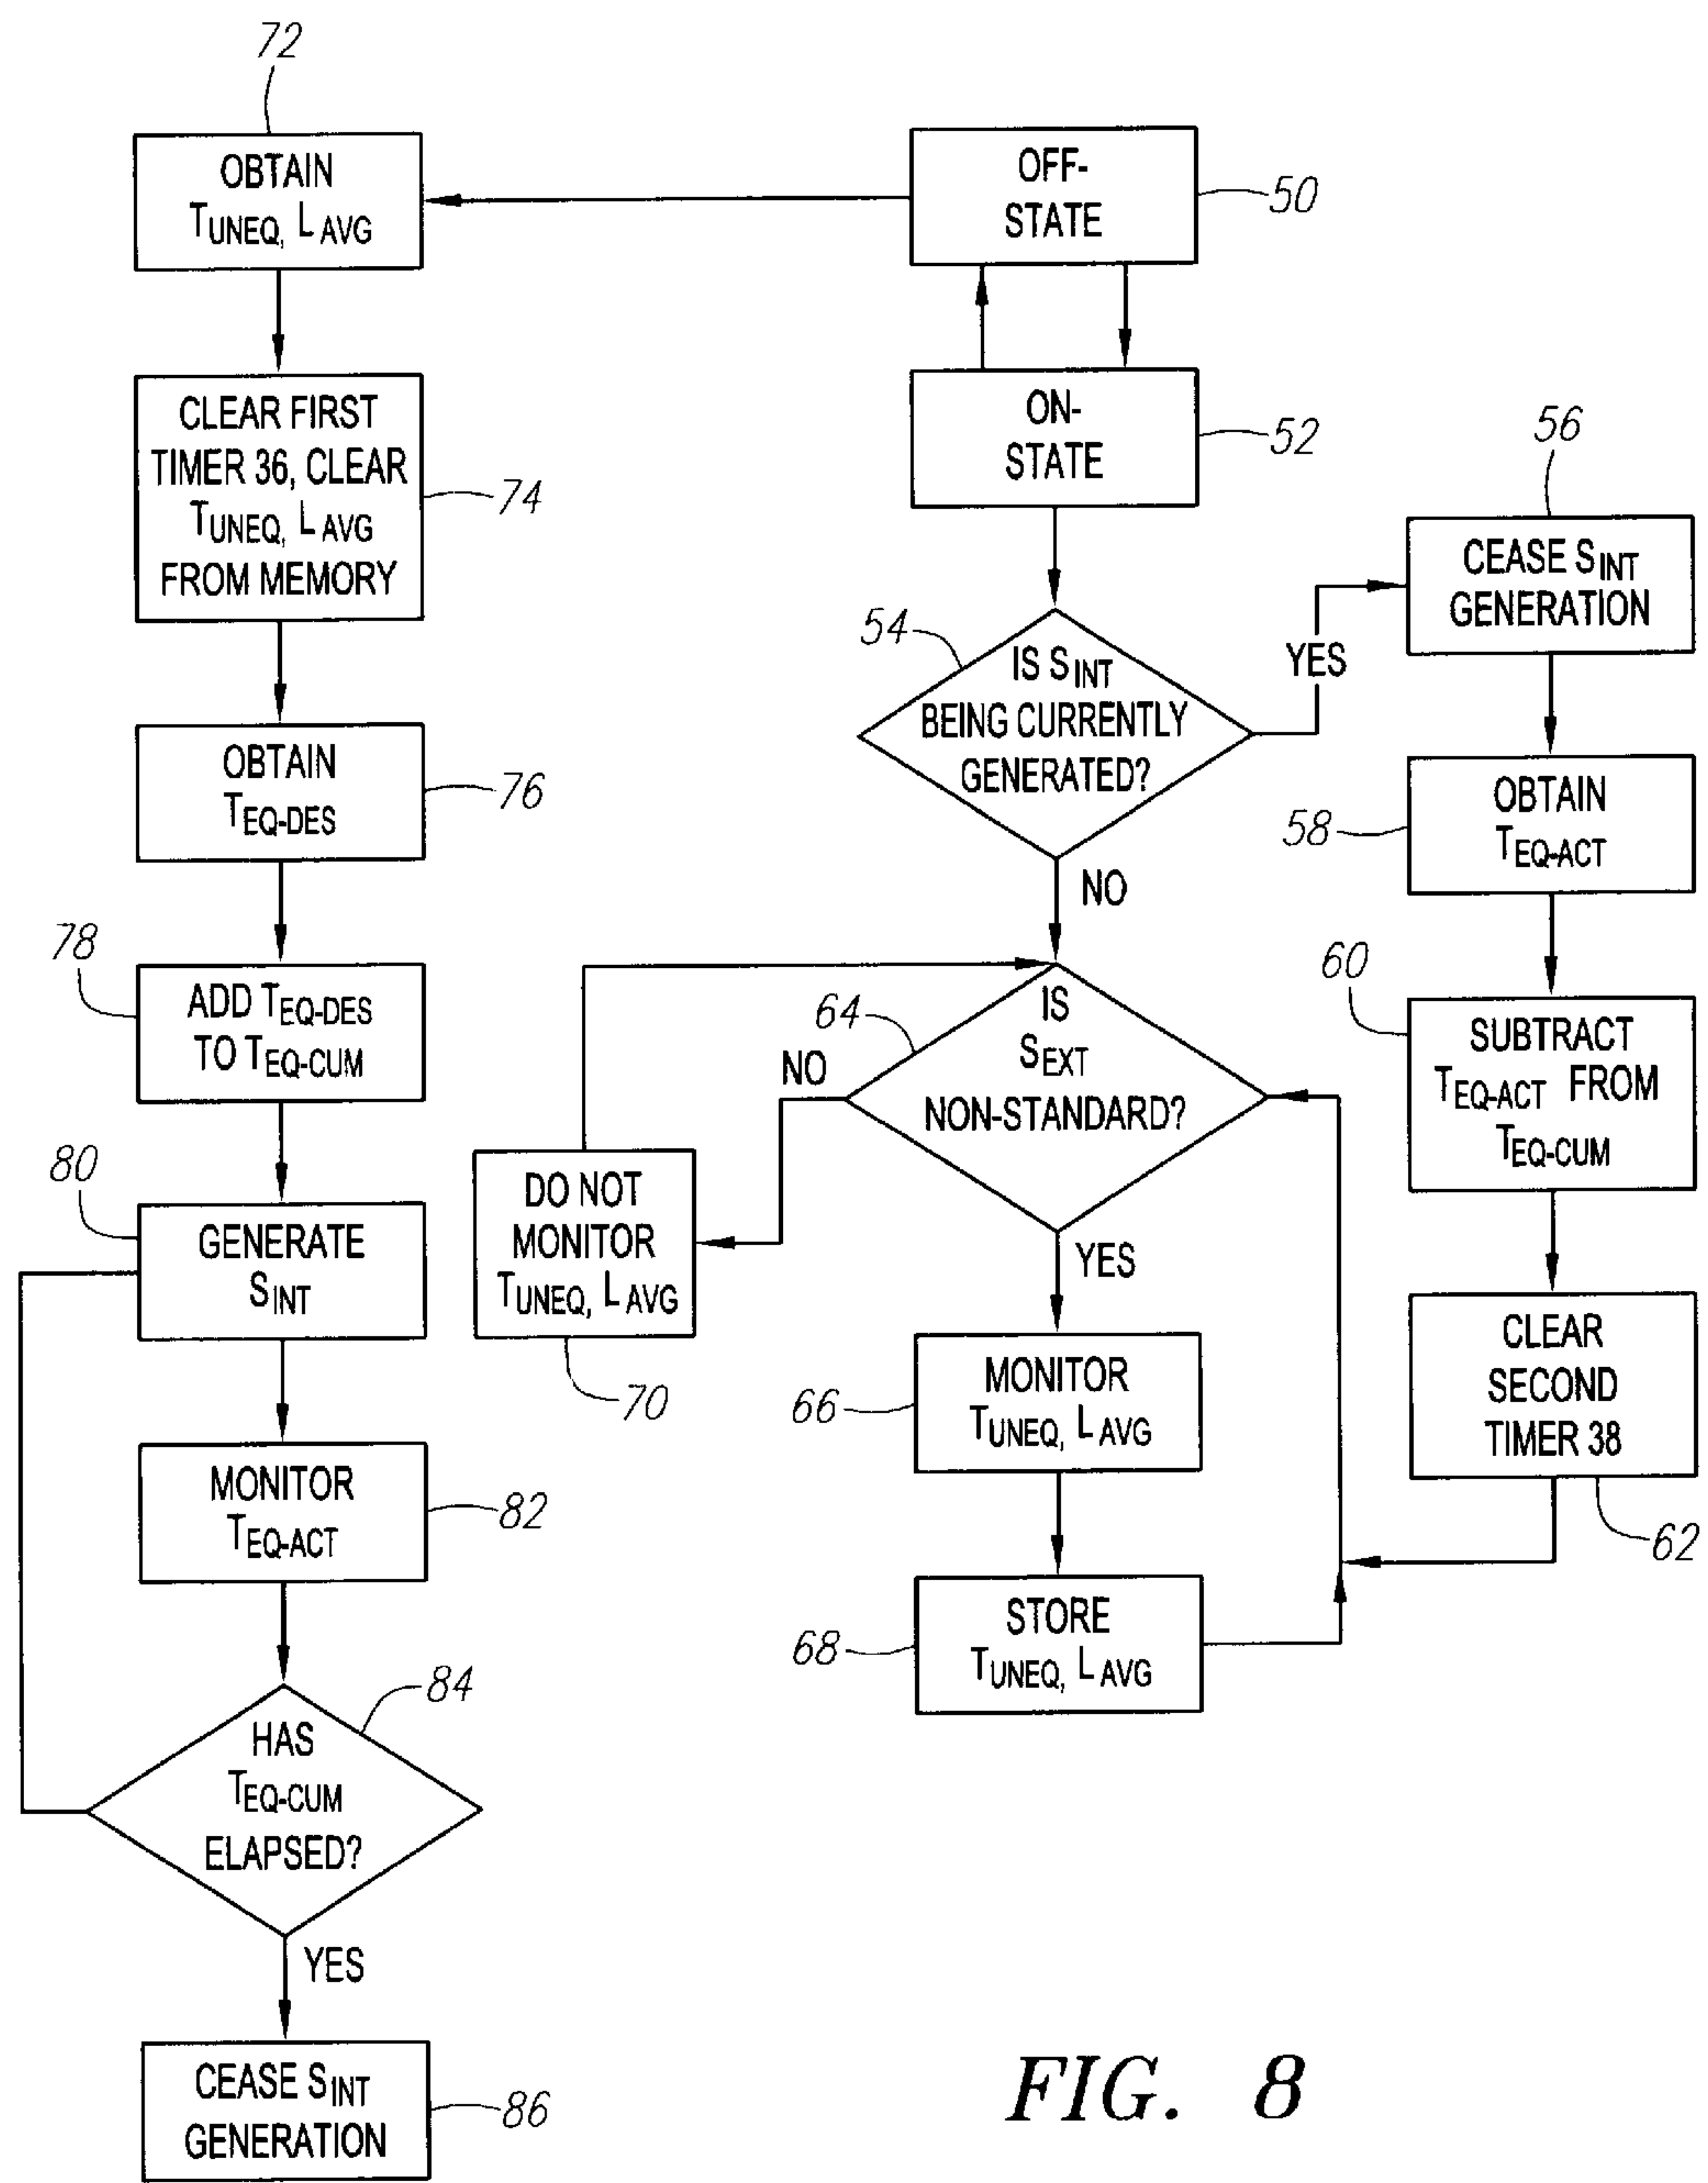 72
OBTAIN
TUNEQ, LAVG
OFF-
STATE
50
CLEAR FIRST
TIMER 36, CLEAR
TUNEQ, LAVG
FROM MEMORY
74
ON-
STATE
52
56
CEASE SINT
GENERATION
54
IS SINT
BEING CURRENTLY
GENERATED?
YES
NO
OBTAIN
TEQ-DES
76
OBTAIN
TEQ-ACT
58
78
ADD TEQ-DES
TO TEQ-CUM
60
SUBTRACT
TEQ-ACT FROM
TEQ-CUM
64
IS
SEXT
NON-STANDARD?
NO
YES
DO NOT
MONITOR
TUNEQ, LAVG
70
80
GENERATE
SINT
66
MONITOR
TUNEQ, LAVG
CLEAR
SECOND
TIMER 38
62
MONITOR
TEQ-ACT
82
68
STORE
TUNEQ, LAVG
84
HAS
TEQ-CUM
ELAPSED?
YES
CEASE SINT
GENERATION
86
FIG. 8